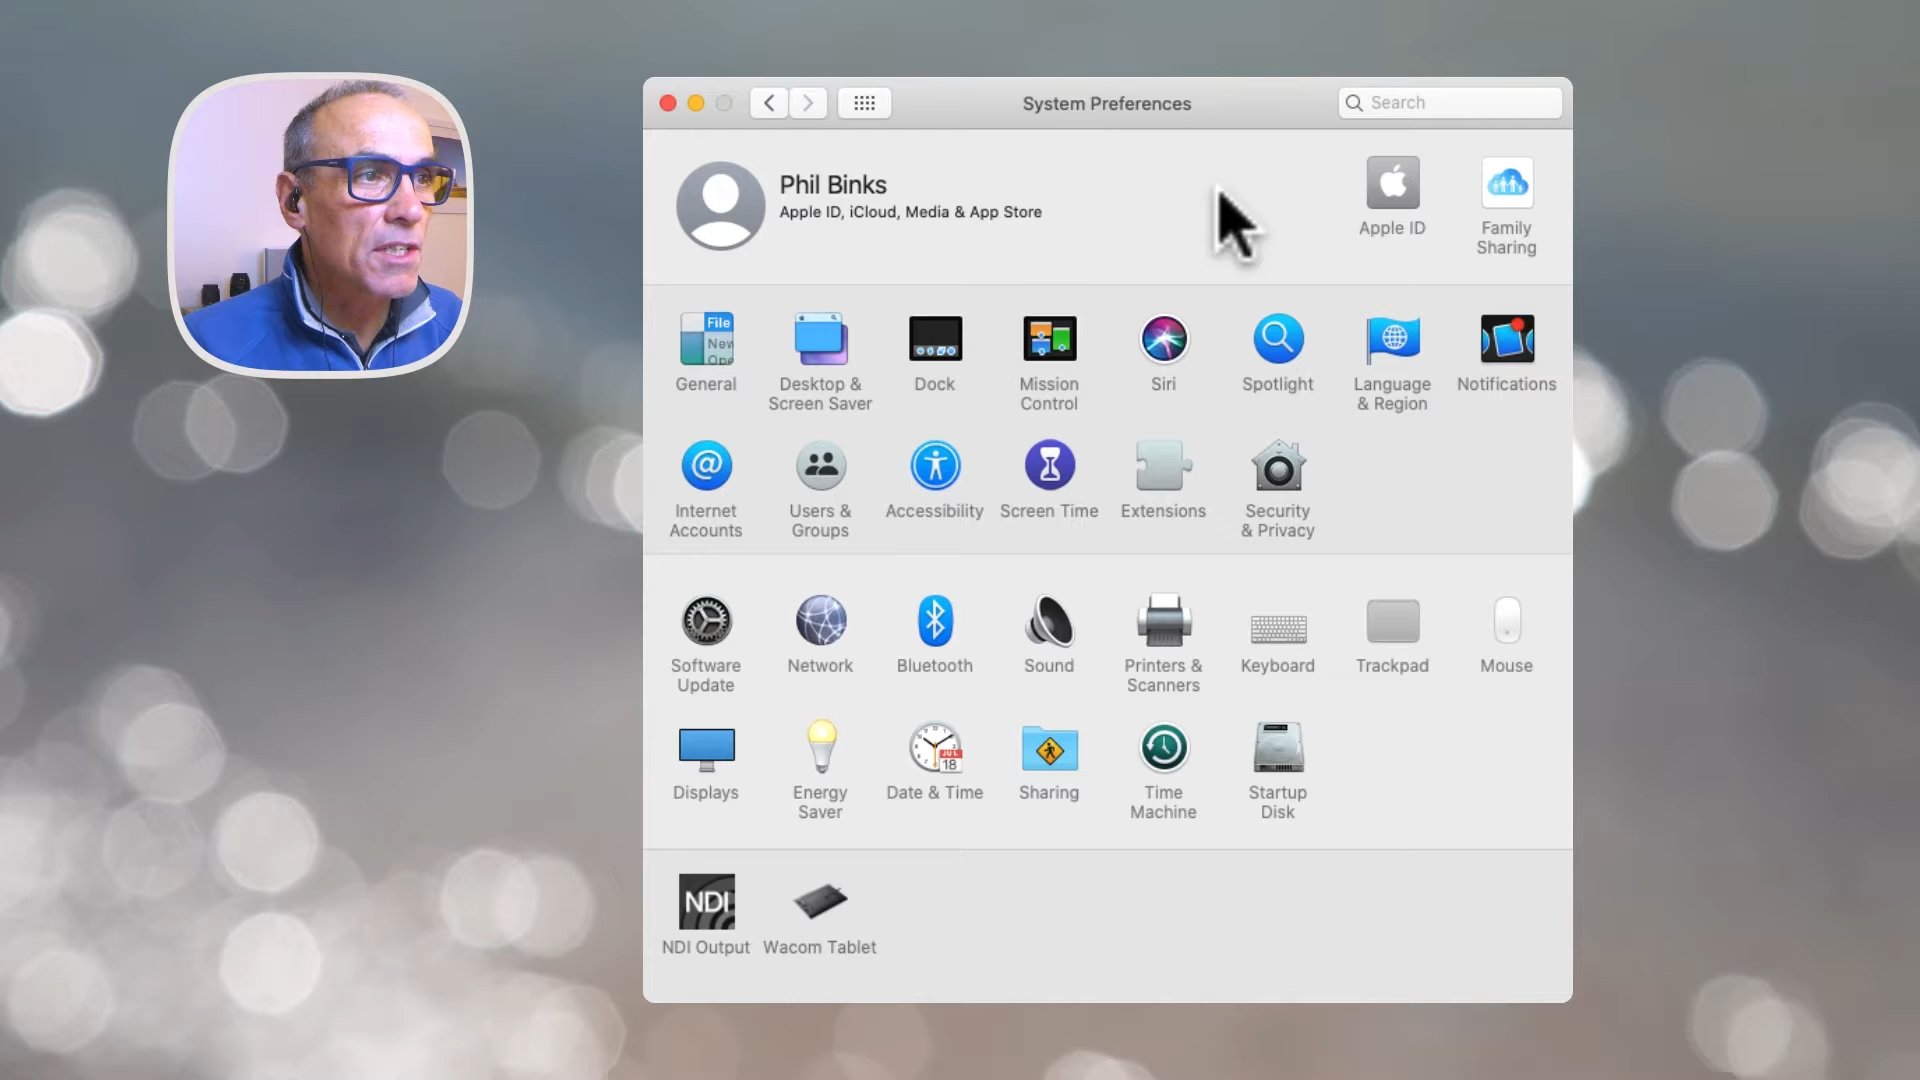 System Preferences
Search
Phil Binks
Apple ID, iCloud, Media & App Store
Apple ID
Family
Sharing
File
New
Ope
General
Desktop &
Screen Saver
Dock
Mission
Control
Siri
Spotlight
Language
& Region
Notifications
@
Internet
Accounts
Users &
Groups
Accessibility
Screen Time
Extensions
Security
& Privacy
Software
Update
Network
Bluetooth
Sound
Printers &
Scanners
Keyboard
Trackpad
Mouse
Displays
Energy
Saver
JUL
18
Date & Time
Sharing
Time
Machine
Startup
Disk
NDI
NDI Output
Wacom Tablet